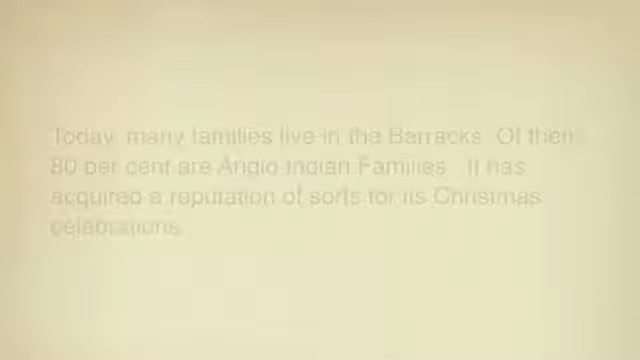 Today, many families live in the Barracks. Of them,
80 per cent are Anglo Indian Families. It has
acquired a reputation of sorts for its Christmas
celebrations.